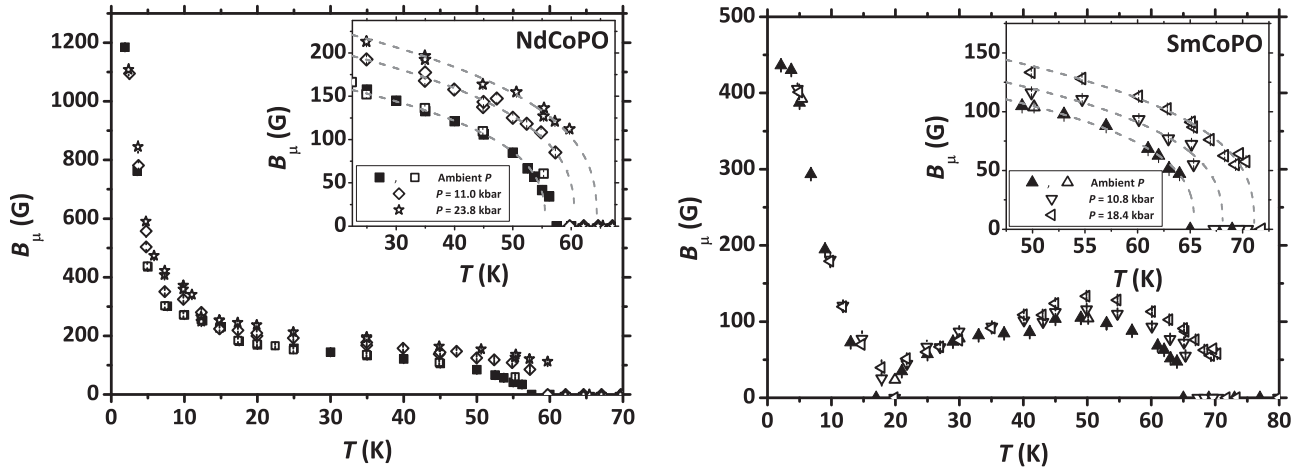 NdCoPO
200
150
100
50
0
B_μ (G)
30 40 50 60
T (K)
■ , □ Ambient P
◇ P = 11.0 kbar
☆ P = 23.8 kbar
1200
1000
800
600
400
200
0
B_μ (G)
0 10 20 30 40 50 60 70
T (K)
SmCoPO
150
100
50
0
B_μ (G)
50 55 60 65 70
T (K)
▲ , △ Ambient P
▽ P = 10.8 kbar
◁ P = 18.4 kbar
500
400
300
200
100
0
B_μ (G)
0 10 20 30 40 50 60 70 80
T (K)